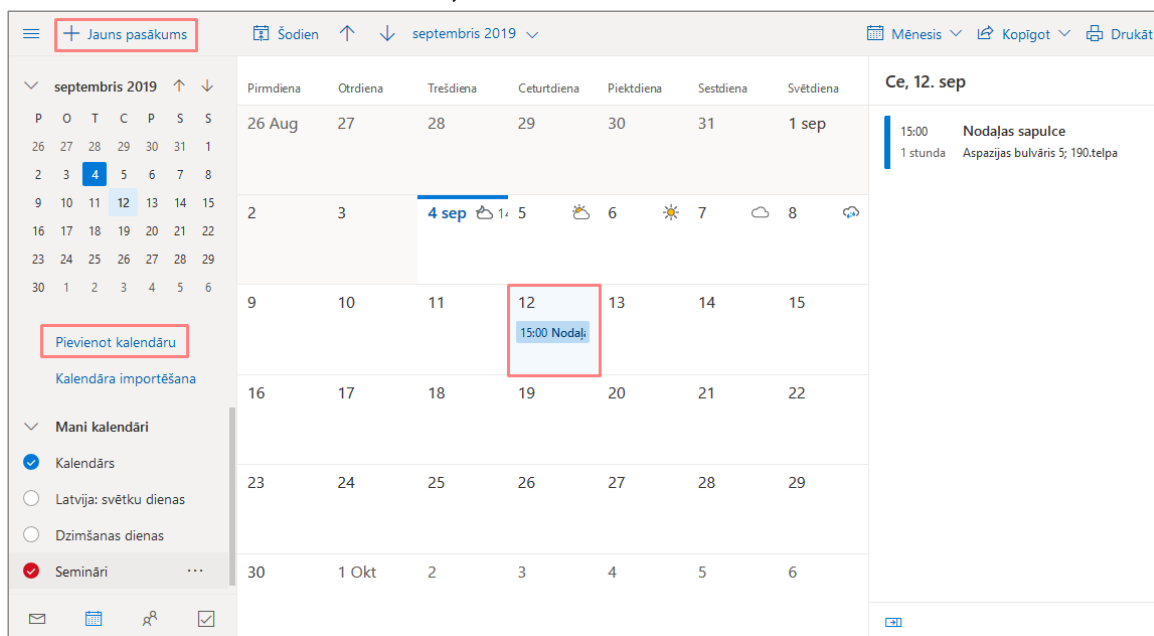 Jauns pasākums
Šodien
septembris 2019
Mēnesis
Kopīgot
Drukāt
septembris 2019
P O T C P S S
26 27 28 29 30 31 1
2 3 4 5 6 7 8
9 10 11 12 13 14 15
16 17 18 19 20 21 22
23 24 25 26 27 28 29
30 1 2 3 4 5 6
Pievienot kalendāru
Kalendāra importēšana
Mani kalendāri
Kalendārs
Latvija: svētku dienas
Dzimšanas dienas
Semināri
Pirmdiena Otrdiena Trešdiena Ceturtdiena Piektdiena Sestdiena Svētdiena
26 Aug 27 28 29 30 31 1 sep
2 3 4 sep 14 5 6 7 8
9 10 11 12 13 14 15
15:00 Nodaļ
16 17 18 19 20 21 22
23 24 25 26 27 28 29
30 1 Okt 2 3 4 5 6
Ce, 12. sep
15:00 Nodaļas sapulce
1 stunda Aspazijas bulvāris 5; 190.telpa